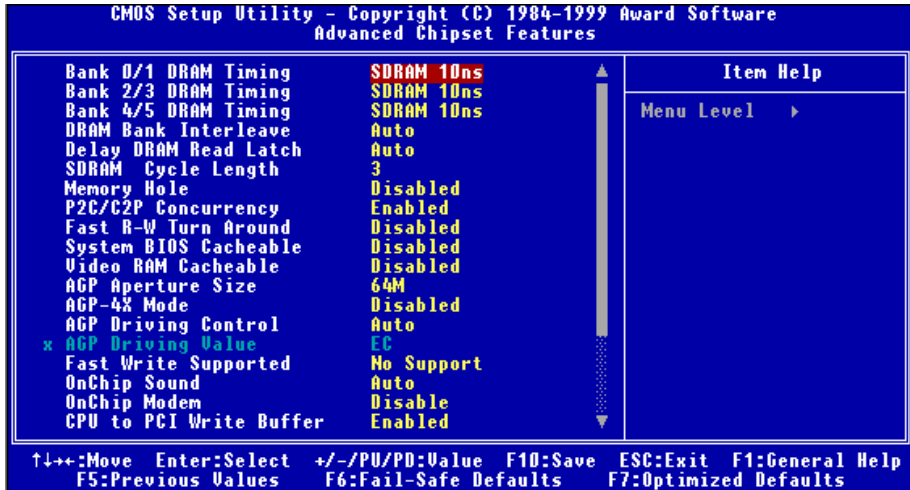 CMOS Setup Utility - Copyright (C) 1984-1999 Award Software
Advanced Chipset Features
Bank 0/1 DRAM Timing SDRAM 10ns
Bank 2/3 DRAM Timing SDRAM 10ns
Bank 4/5 DRAM Timing SDRAM 10ns
DRAM Bank Interleave Auto
Delay DRAM Read Latch Auto
SDRAM Cycle Length 3
Memory Hole Disabled
P2C/C2P Concurrency Enabled
Fast R-W Turn Around Disabled
System BIOS Cacheable Disabled
Video RAM Cacheable Disabled
AGP Aperture Size 64M
AGP-4X Mode Disabled
AGP Driving Control Auto
x AGP Driving Value EC
Fast Write Supported No Support
OnChip Sound Auto
OnChip Modem Disable
CPU to PCI Write Buffer Enabled
Item Help
Menu Level ▸
↑↓→←:Move Enter:Select +/-/PU/PD:Value F10:Save ESC:Exit F1:General Help
F5:Previous Values F6:Fail-Safe Defaults F7:Optimized Defaults